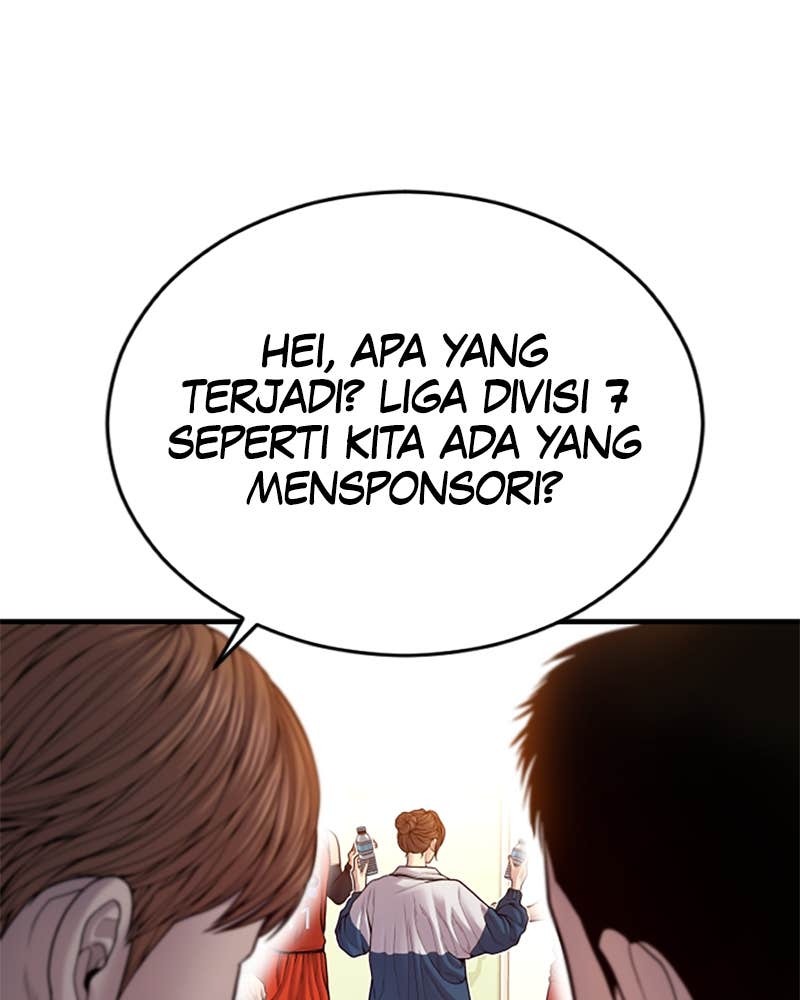 HEI, APA YANG
TERJADI? LIGA DIVISI 7
SEPERTI KITA ADA YANG
MENSPONSORI?